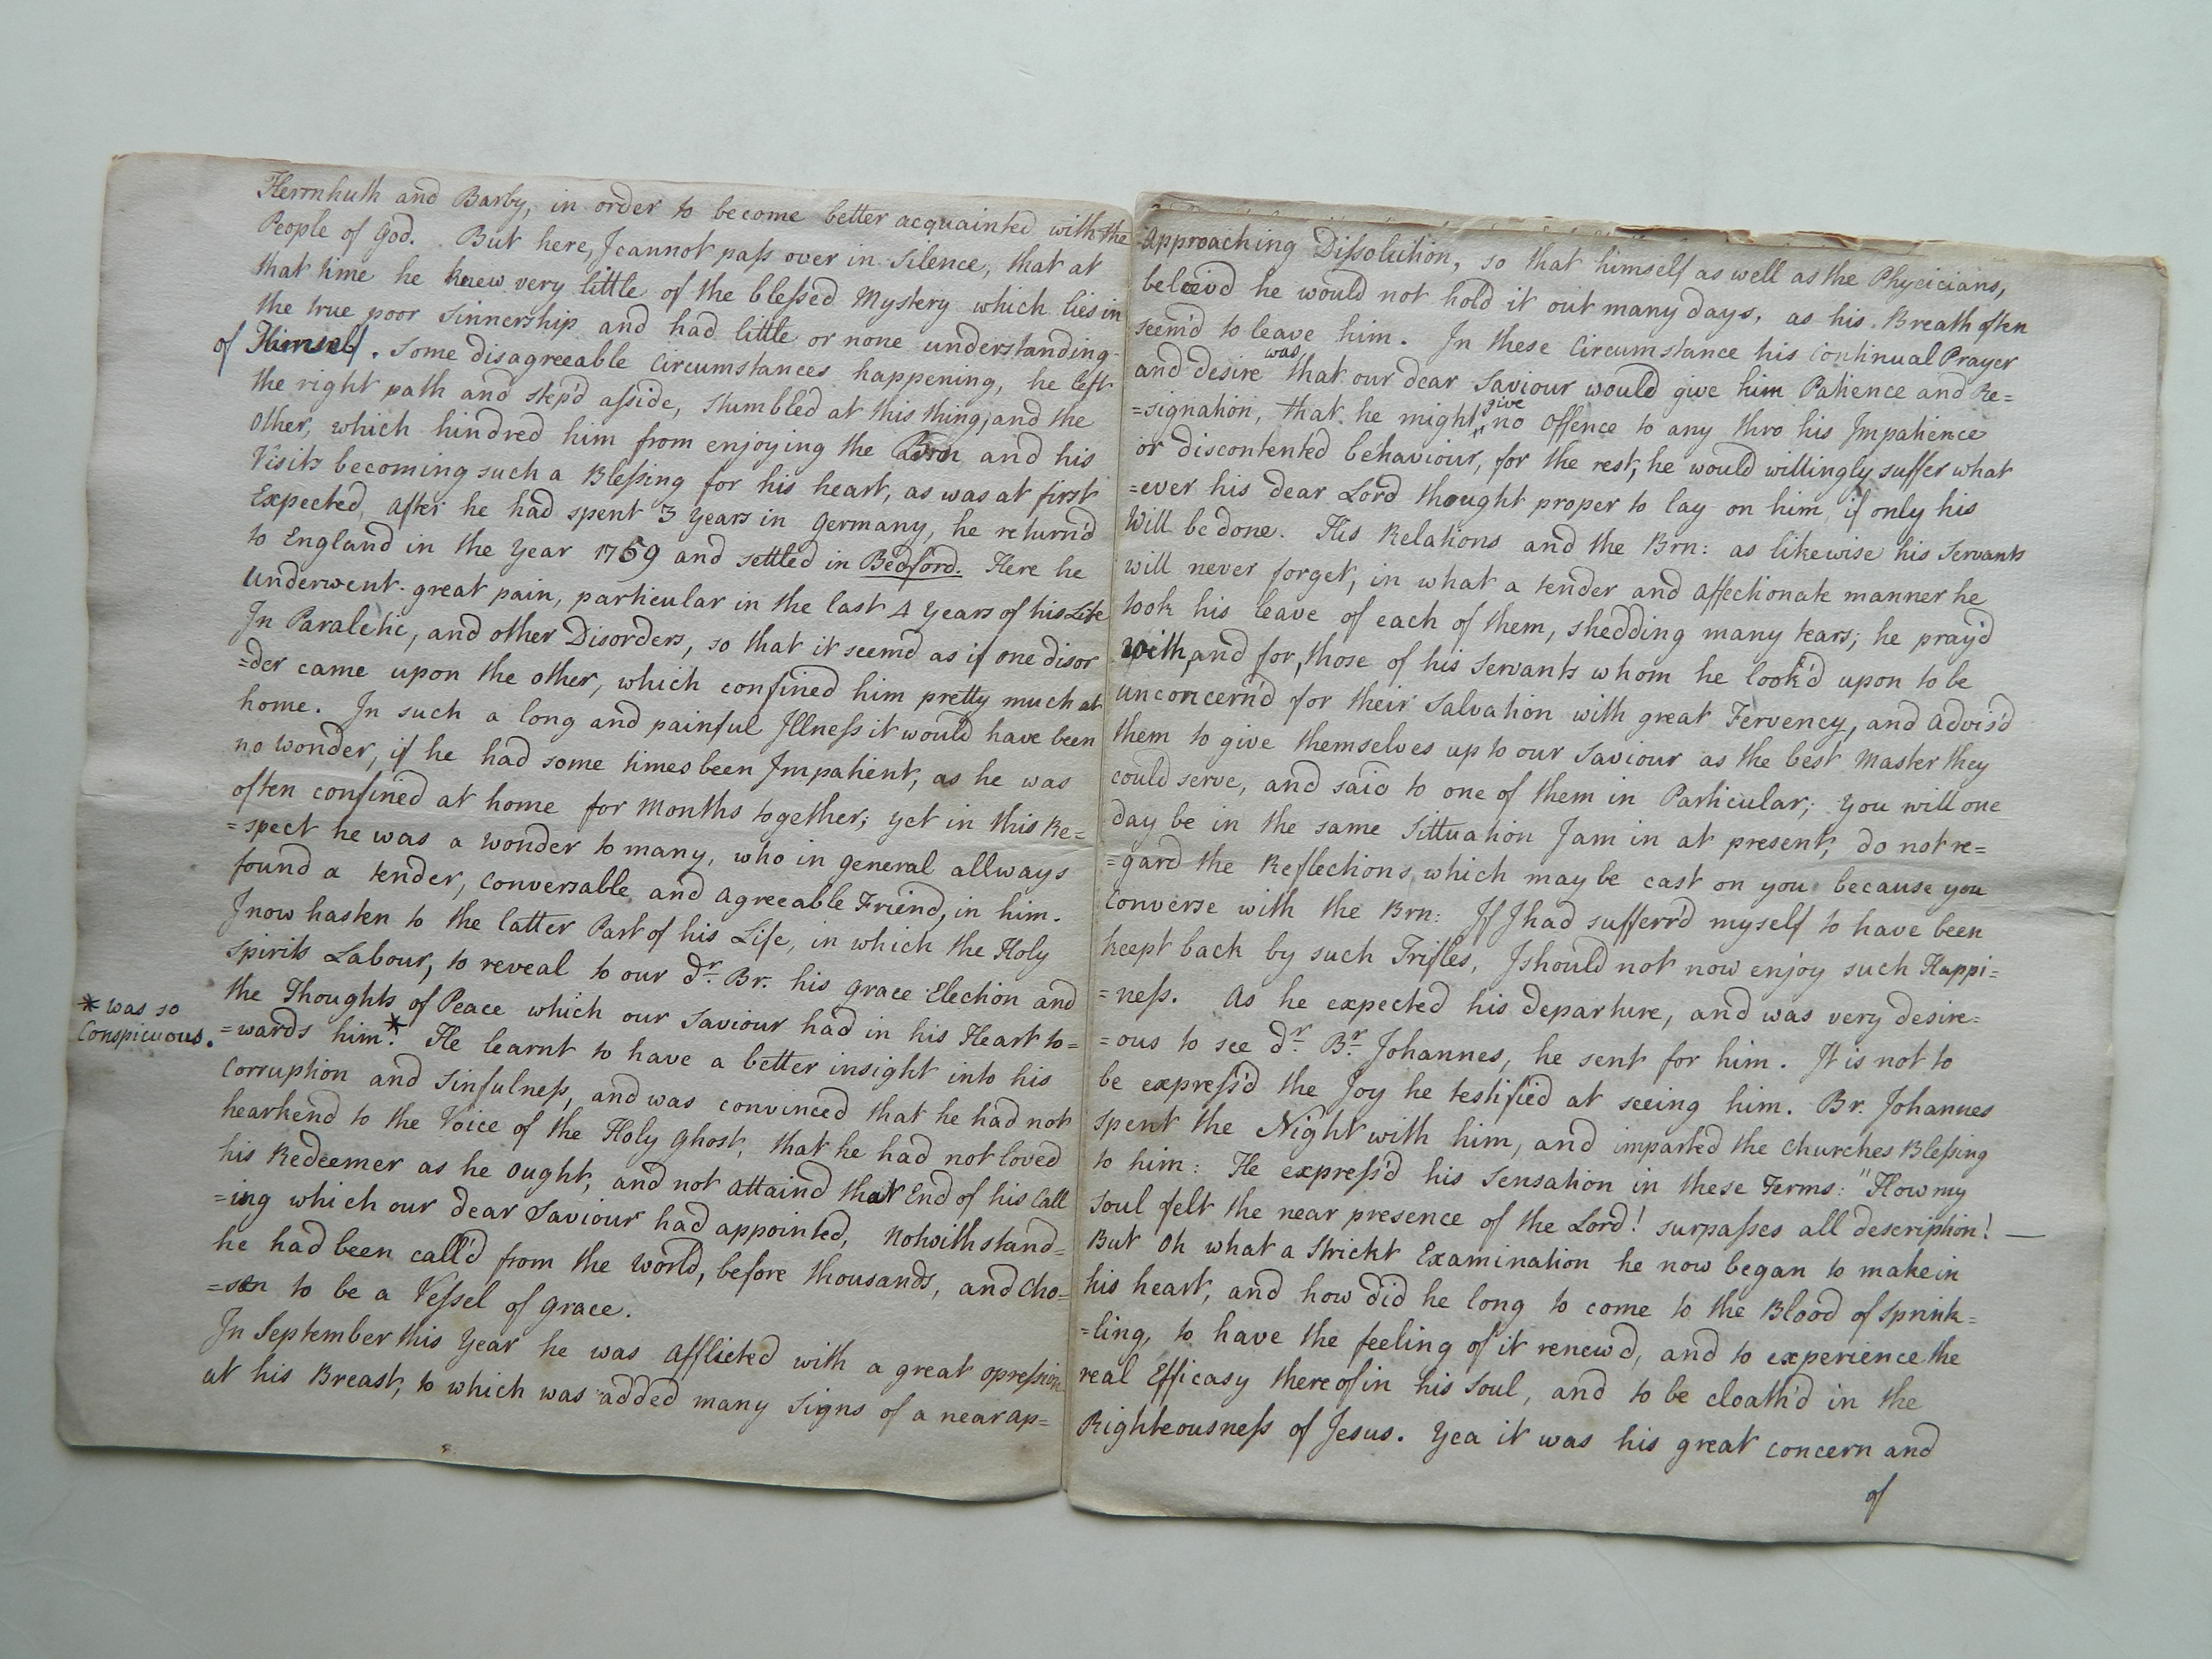 Herrnhuth and Barby, in order to become better acquainted with the
People of God. But here, I cannot pass over in Silence, that at
that time he knew very little of the blessed Mystery which lies in
the true poor Sinnership and had little or none understanding
of Himself. Some disagreeable Circumstances happening, he left
the right path and step'd asside, stumbled at this thing, and the
Other, which hindred him from enjoying the Brn and his
Visits becoming such a Blessing for his heart, as was at first
Expected, After he had spent 3 Years in Germany, he return'd
to England in the Year 1759 and settled in Bedford. Here he
Underwent great pain, particular in the last 4 Years of his Life
In Paraletic, and other Disorders, so that it seemd as if one disor
=der came upon the other, which confined him pretty much at
home. In such a long and painful Illness it would have been
no wonder, if he had some times been Impatient, as he was
often confined at home for Months together; yet in this Re=
=spect he was a wonder to many, who in general allways
found a tender, Conversable and Agreeable Friend, in him.
I now hasten to the latter Part of his Life, in which the Holy
Spirits Labour, to reveal to our dr. Br. his grace Election and
the Thoughts of Peace which our Saviour had in his Heart to=
=wards him.* He learnt to have a better insight into his
* was so
Conspicuous.
Corruption and Sinfulness, and was convinced that he had not
hearkend to the Voice of the Holy Ghost, that he had not loved
his Redeemer as he ought, and not attaind that End of his Call
=ing which our dear Saviour had appointed, Notwithstand=
he had been call'd from the World, before thousands, and Cho=
=sen to be a Vessel of Grace.
In September this Year he was Afflicted with a great opression
at his Breast, to which was added many Signs of a near ap=
Approaching Dissolution, so that himself as well as the Phycicians,
beleivd he would not hold it out many days, as his Breath often
seem'd to leave him. In these Circumstance his Continual Prayer
and desire was that our dear Saviour would give him Patience and Re=
=signation, that he might give no Offence to any thro his Impatience
or discontented behaviour, for the rest, he would willingly suffer what
=ever his dear Lord thought proper to lay on him, if only his
Will be done. His Relations and the Brn: as likewise his Servants
will never forget, in what a tender and Affectionate manner he
took his leave of each of them, shedding many tears; he pray'd
with, and for, those of his Servants whom he look'd upon to be
unconcern'd for their Salvation with great Fervency, and Advis'd
them to give themselves up to our Saviour as the best Master they
could serve, and said to one of them in Particular; You will one
day be in the same Sittuation I am in at present, do not re=
=gard the Reflections which may be cast on you because you
Converse with the Brn: If I had sufferr'd myself to have been
keept back by such Trifles, I should not now enjoy such Happi=
=ness. As he expected his departure, and was very desire=
=ous to see dr. Br. Johannes, he sent for him. It is not to
be express'd the Joy he testified at seeing him. Br. Johannes
spent the Night with him, and imparted the Churches Blessing
to him: He express'd his Sensation in these Terms: "How my
Soul felt the near presence of the Lord! surpasses all description! —
But Oh what a Strickt Examination he now began to make in
his heart, and how did he long to come to the Blood of Sprink=
=ling, to have the feeling of it renew'd, and to experience the
real Efficasy thereof in his Soul, and to be cloath'd in the
Righteousness of Jesus. Yea it was his great concern and
of